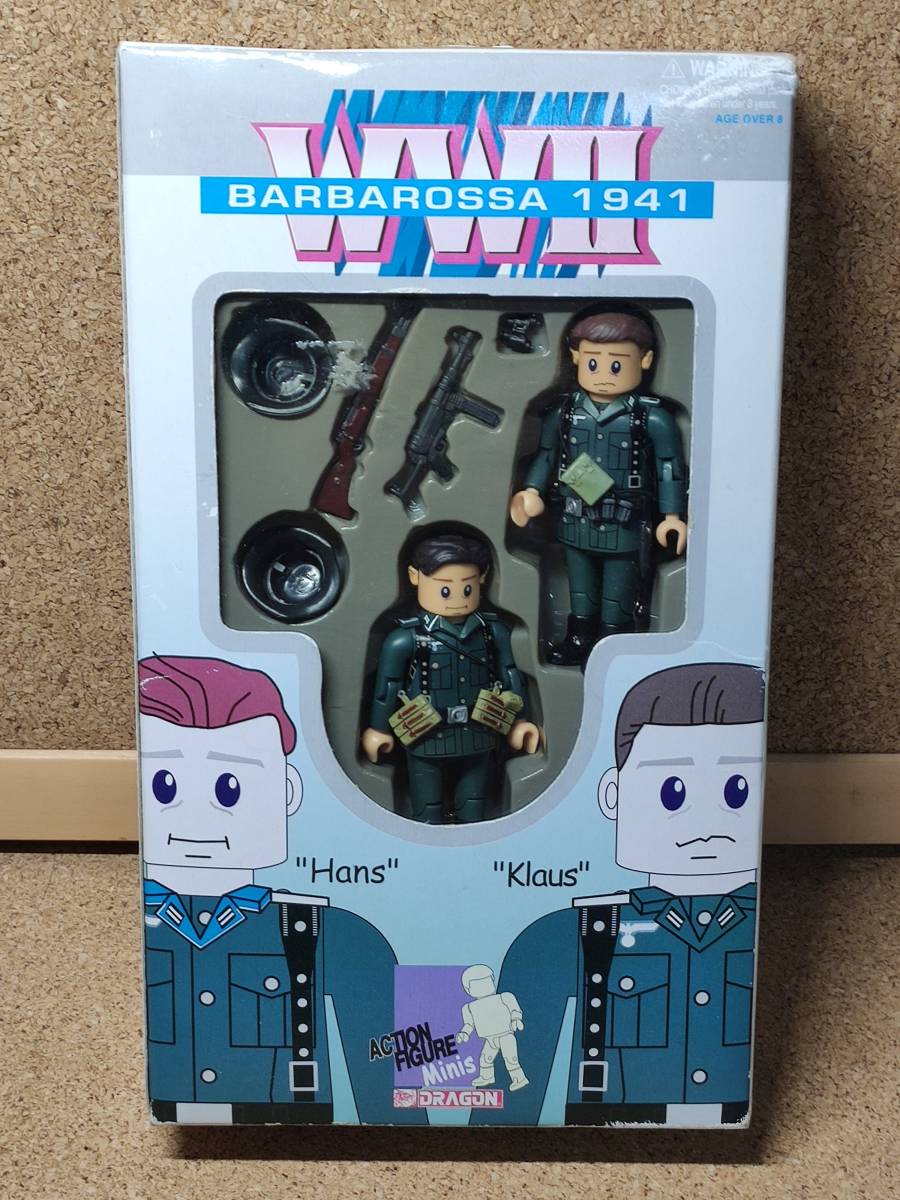 WARNING
AGE OVER 8
WWII
BARBAROSSA 1941
"Hans"
"Klaus"
ACTION
FIGURE
Minis
DRAGON